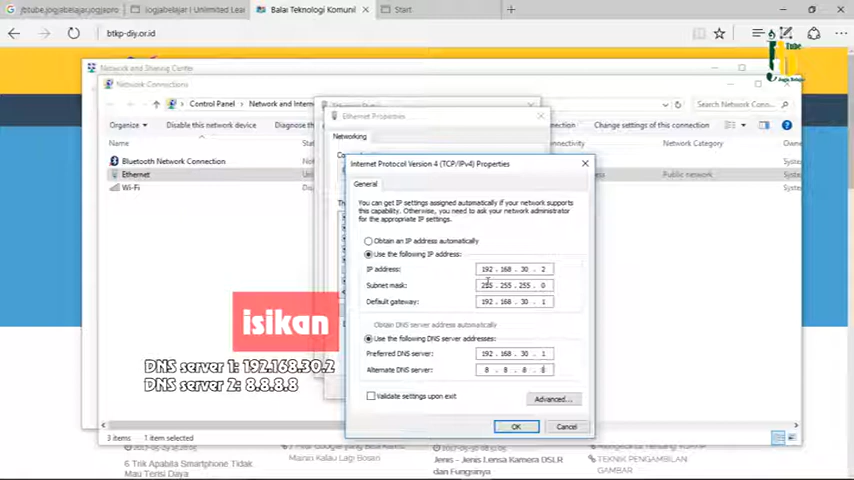 jbtube.jogjabelajar.jogjapro
Jogjabelajar | Unlimited Lear
Balai Teknologi Komuni
Start
btkp-diy.or.id
Tube
Network and Sharing Center
Network Connections
Control Panel
Network and Intern
Search Network Conn...
Organize
Disable this network device
Diagnose th
Change settings of this connection
Name
Network Category
Bluetooth Network Connection
Ethernet
Public network
Wi-Fi
Ethernet Properties
Networking
Internet Protocol Version 4 (TCP/IPv4) Properties
General
You can get IP settings assigned automatically if your network supports
this capability. Otherwise, you need to ask your network administrator
for the appropriate IP settings.
Obtain an IP address automatically
Use the following IP address:
IP address: 192 . 168 . 30 . 2
Subnet mask: 255 . 255 . 255 . 0
Default gateway: 192 . 168 . 30 . 1
Obtain DNS server address automatically
Use the following DNS server addresses:
Preferred DNS server: 192 . 168 . 30 . 1
Alternate DNS server: 8 . 8 . 8 . 8
Validate settings upon exit
Advanced...
OK
Cancel
isikan
DNS server 1: 192.168.30.2
DNS server 2: 8.8.8.8
3 items
1 item selected
6 Trik Apabila Smartphone Tidak
Mau Terisi Daya
Mainin Kalau Lagi Bosan
Jenis - Jenis Lensa Kamera DSLR
dan Fungsinya
TEKNIK PENGAMBILAN
GAMBAR